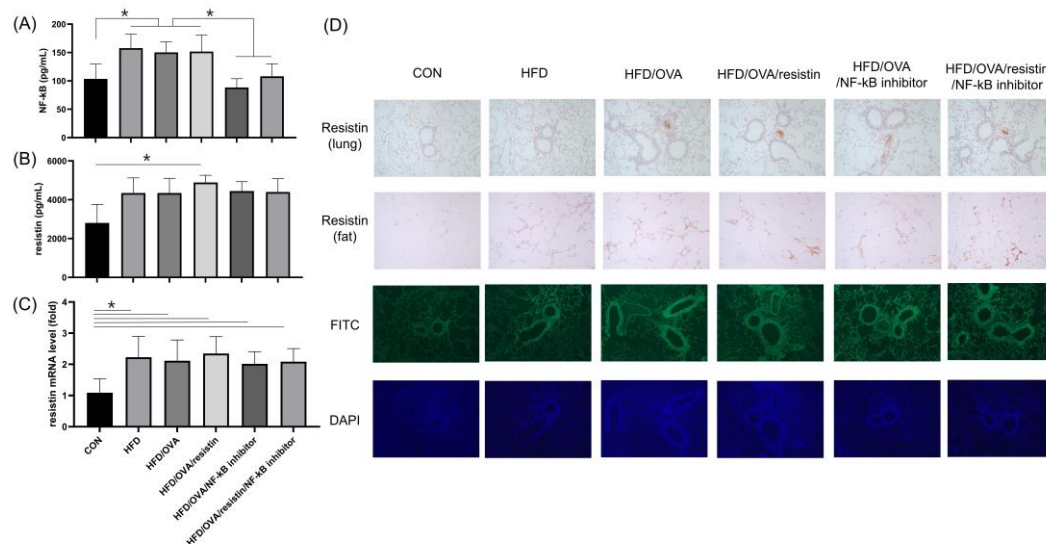 (A)
*
*
NF-kB (pg/mL)
200
150
100
50
0
(B)
*
resistin (pg/mL)
6000
4000
2000
0
(C)
*
resistin mRNA level (fold)
4
3
2
1
0
CON
HFD
HFD/OVA
HFD/OVA/resistin
HFD/OVA/NF-kB inhibitor
HFD/OVA/resistin/NF-kB inhibitor
(D)
CON
HFD
HFD/OVA
HFD/OVA/resistin
HFD/OVA
/NF-kB inhibitor
HFD/OVA/resistin
/NF-kB inhibitor
Resistin
(lung)
Resistin
(fat)
FITC
DAPI